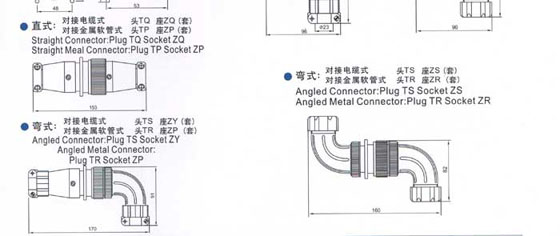 48
53
直式: 对接电缆式 头TQ 座ZQ (套)
对接金属软管式 头TP 座ZP (套)
Straight Connector:Plug TQ Socket ZQ
Straight Meal Connector:Plug TP Socket ZP
153
弯式: 对接电缆式 头TS 座ZY (套)
对接金属软管式 头TR 座ZP (套)
Angled Connector:Plug TS Socket ZY
Angled Metal Connector:
Plug TR Socket ZP
91
170
ø23
96
96
弯式: 对接电缆式 头TS 座ZS (套)
对接金属软管式 头TR 座ZR (套)
Angled Connector:Plug TS Socket ZS
Angled Metal Connector:Plug TR Socket ZR
82
160